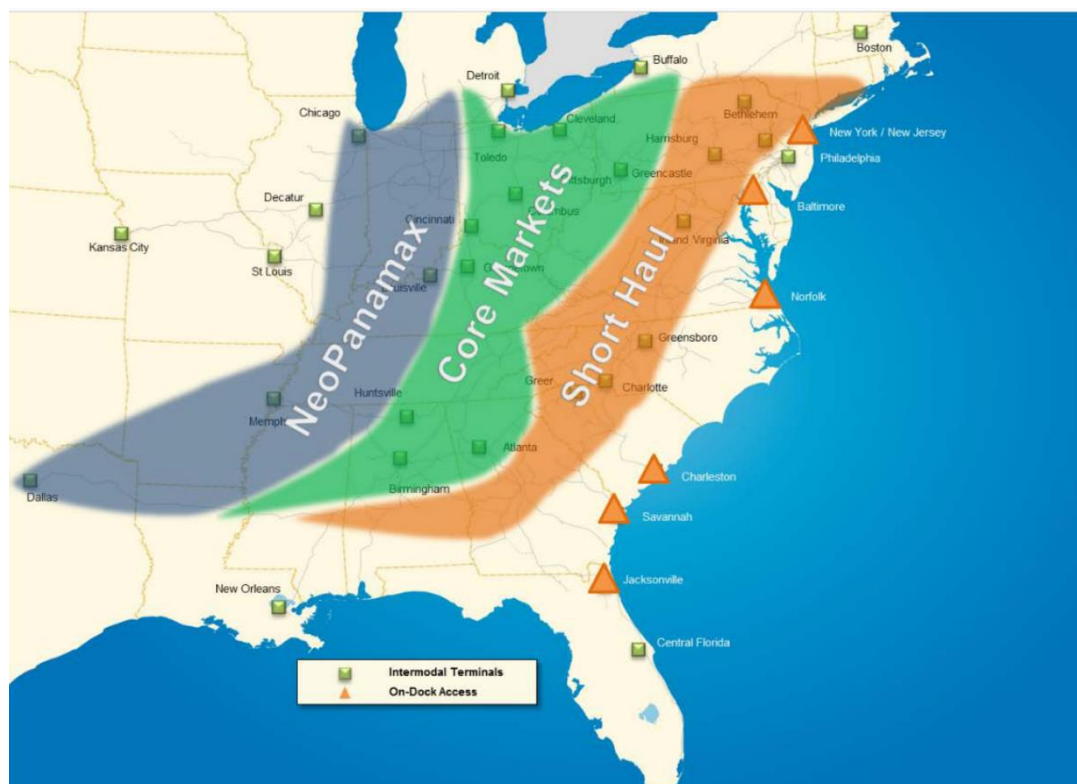 Boston
Buffalo
Detroit
Chicago
Cleveland
Bethlehem
New York / New Jersey
Harrisburg
Toledo
Philadelphia
Greencastle
Decatur
Baltimore
Cincinnati
Kansas City
Inland Virginia
St Louis
Norfolk
NeoPanamax
Core Markets
Short Haul
Greensboro
Greer
Charlotte
Huntsville
Atlanta
Charleston
Birmingham
Dallas
Savannah
Jacksonville
New Orleans
Central Florida
Intermodal Terminals
On-Dock Access